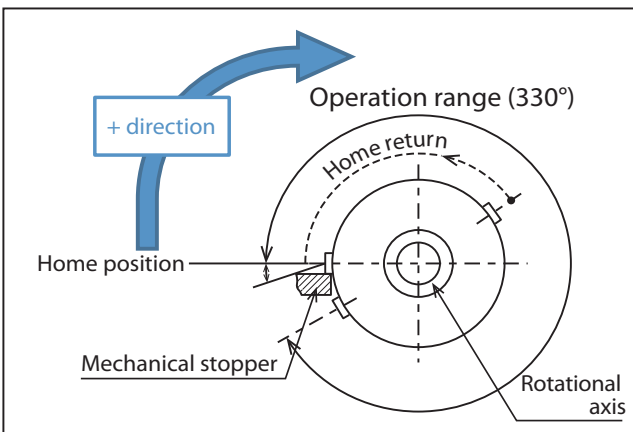 Operation range (330°)
+ direction
Home return
Home position
Mechanical stopper
Rotational
axis